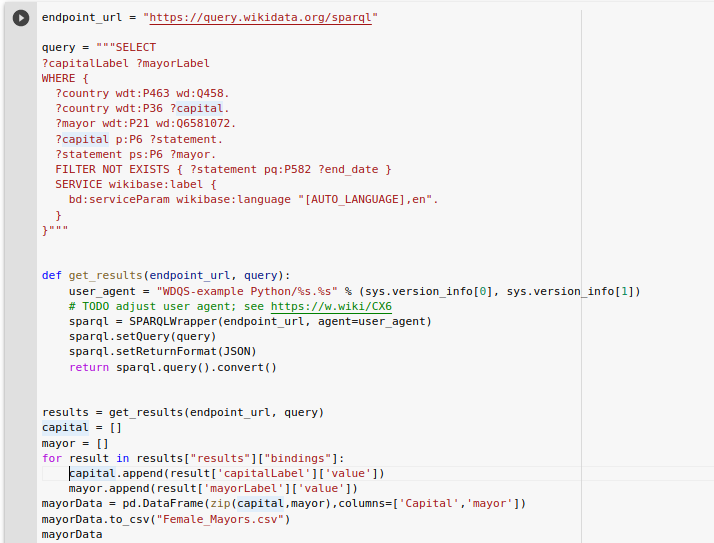 endpoint_url = "https://query.wikidata.org/sparql"
query = """SELECT
?capitalLabel ?mayorLabel
WHERE {
  ?country wdt:P463 wd:Q458.
  ?country wdt:P36 ?capital.
  ?mayor wdt:P21 wd:Q6581072.
  ?capital p:P6 ?statement.
  ?statement ps:P6 ?mayor.
  FILTER NOT EXISTS { ?statement pq:P582 ?end_date }
  SERVICE wikibase:label {
    bd:serviceParam wikibase:language "[AUTO_LANGUAGE],en".
  }
}"""
def get_results(endpoint_url, query):
    user_agent = "WDQS-example Python/%s.%s" % (sys.version_info[0], sys.version_info[1])
    # TODO adjust user agent; see https://w.wiki/CX6
    sparql = SPARQLWrapper(endpoint_url, agent=user_agent)
    sparql.setQuery(query)
    sparql.setReturnFormat(JSON)
    return sparql.query().convert()
results = get_results(endpoint_url, query)
capital = []
mayor = []
for result in results["results"]["bindings"]:
    capital.append(result['capitalLabel']['value'])
    mayor.append(result['mayorLabel']['value'])
mayorData = pd.DataFrame(zip(capital,mayor),columns=['Capital','mayor'])
mayorData.to_csv("Female_Mayors.csv")
mayorData